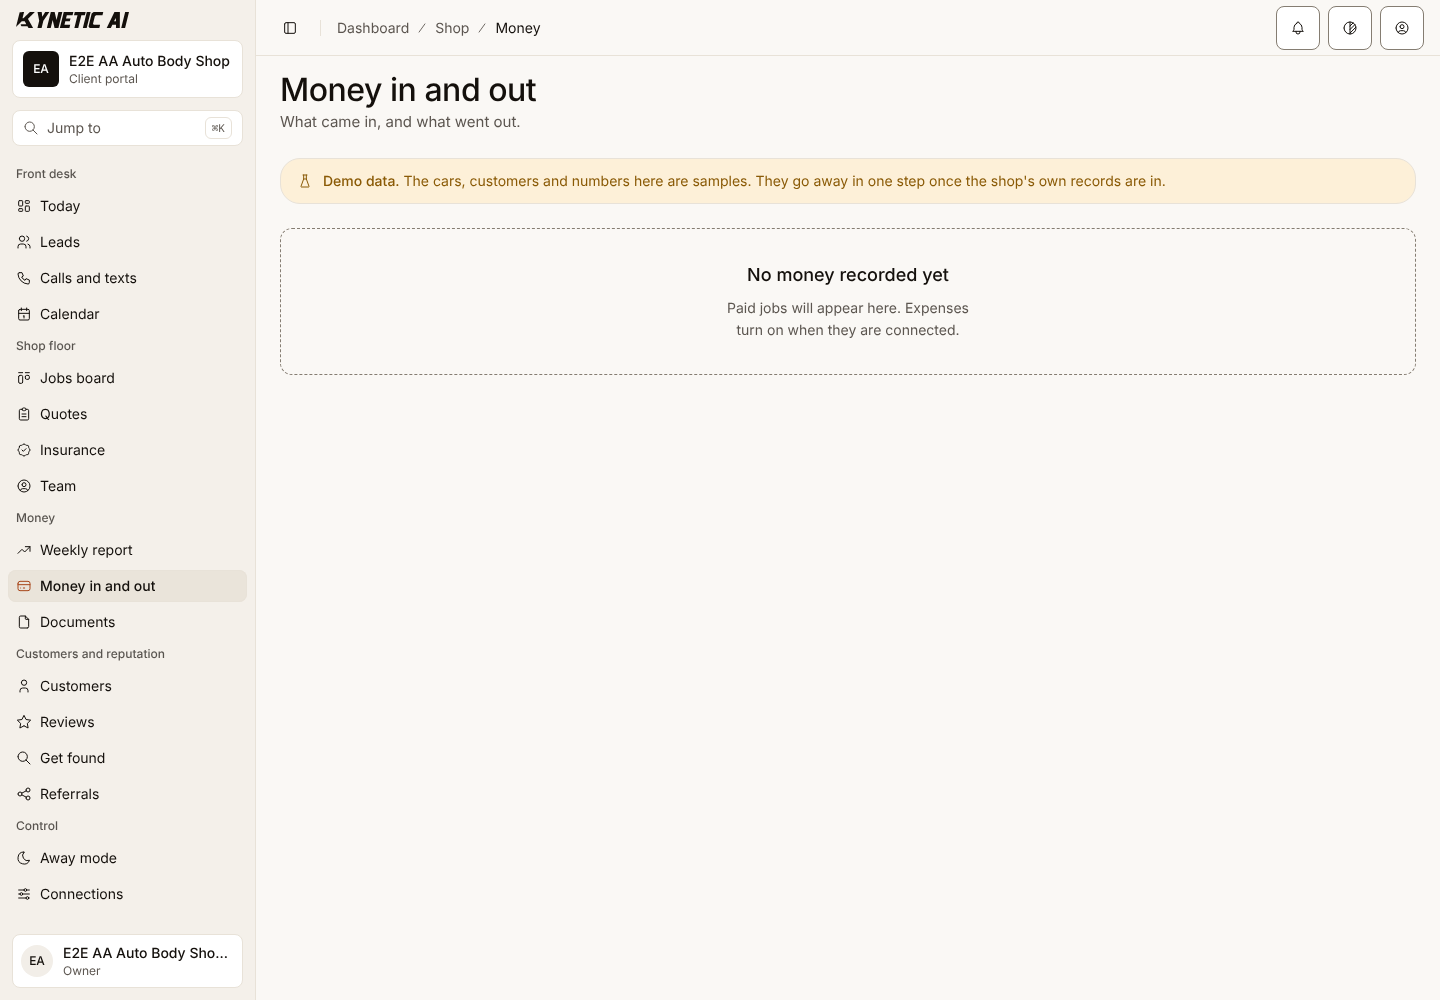 KYNETIC AI
EA
E2E AA Auto Body Shop
Client portal
Jump to
⌘K
Front desk
Today
Leads
Calls and texts
Calendar
Shop floor
Jobs board
Quotes
Insurance
Team
Money
Weekly report
Money in and out
Documents
Customers and reputation
Customers
Reviews
Get found
Referrals
Control
Away mode
Connections
EA
E2E AA Auto Body Sho...
Owner
Dashboard / Shop / Money
Money in and out
What came in, and what went out.
Demo data. The cars, customers and numbers here are samples. They go away in one step once the shop's own records are in.
No money recorded yet
Paid jobs will appear here. Expenses
turn on when they are connected.